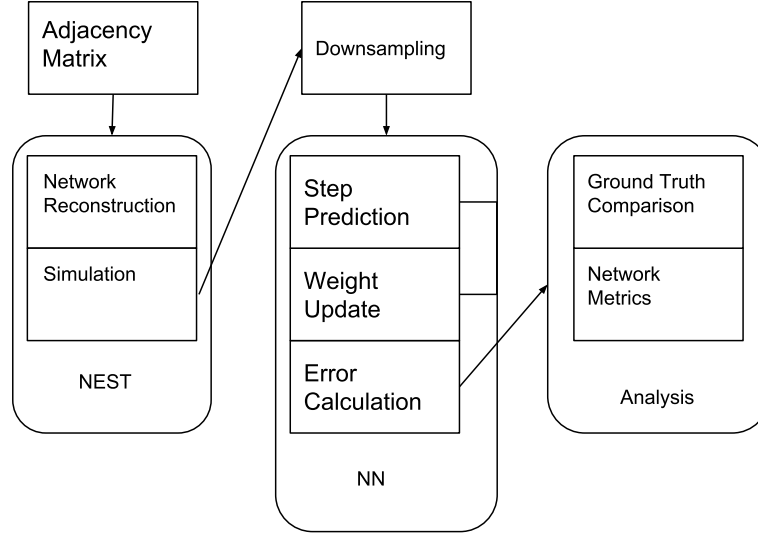 Adjacency
Matrix
Downsampling
Network
Reconstruction
Simulation
NEST
Step
Prediction
Weight
Update
Error
Calculation
NN
Ground Truth
Comparison
Network
Metrics
Analysis